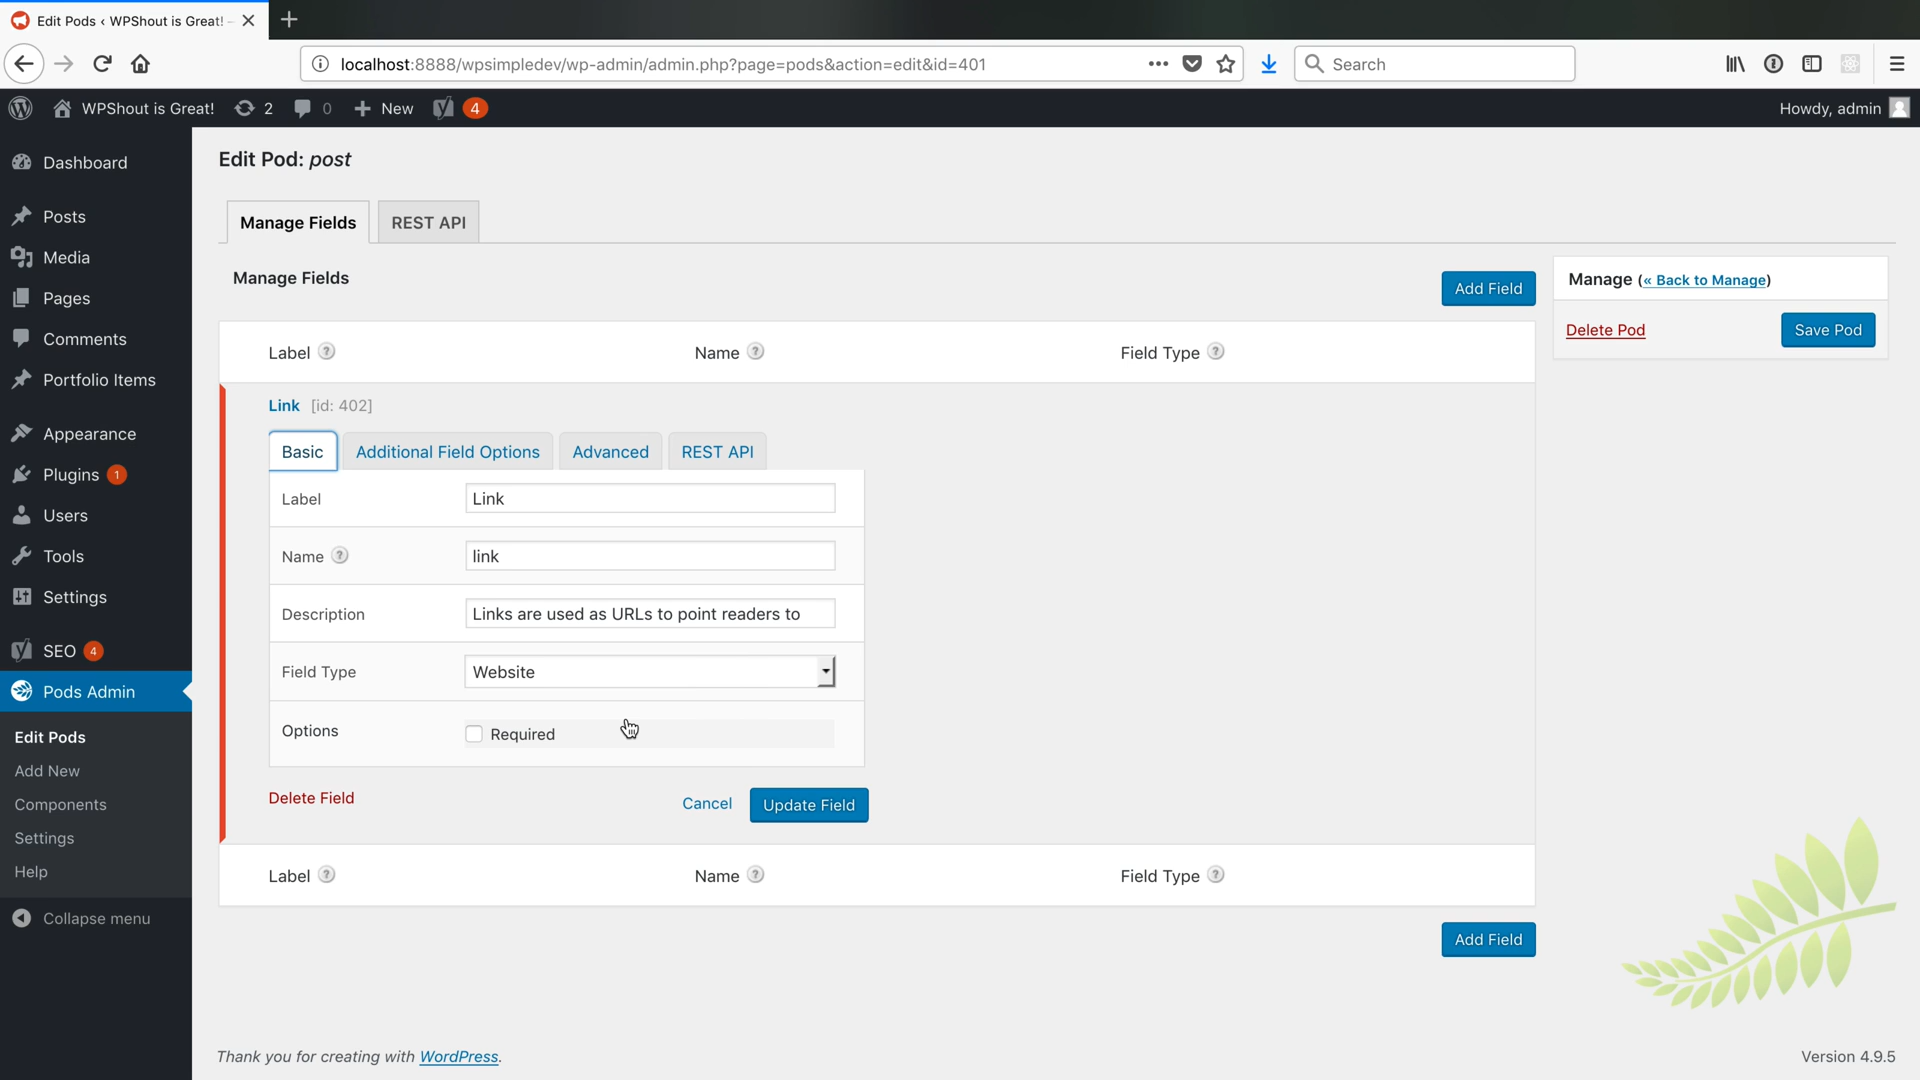 Edit Pods ‹ WPShout is Great! –
localhost:8888/wpsimpledev/wp-admin/admin.php?page=pods&action=edit&id=401
Search
WPShout is Great!
2
0
New
4
Howdy, admin
Dashboard
Posts
Media
Pages
Comments
Portfolio Items
Appearance
Plugins 1
Users
Tools
Settings
SEO 4
Pods Admin
Edit Pods
Add New
Components
Settings
Help
Collapse menu
Edit Pod: post
Manage Fields
REST API
Manage Fields
Add Field
Label ?
Name ?
Field Type ?
Link [id: 402]
Basic
Additional Field Options
Advanced
REST API
Label
Link
Name ?
link
Description
Links are used as URLs to point readers to
Field Type
Website
Options
Required
Delete Field
Cancel
Update Field
Label ?
Name ?
Field Type ?
Add Field
Manage (« Back to Manage)
Delete Pod
Save Pod
Thank you for creating with WordPress.
Version 4.9.5